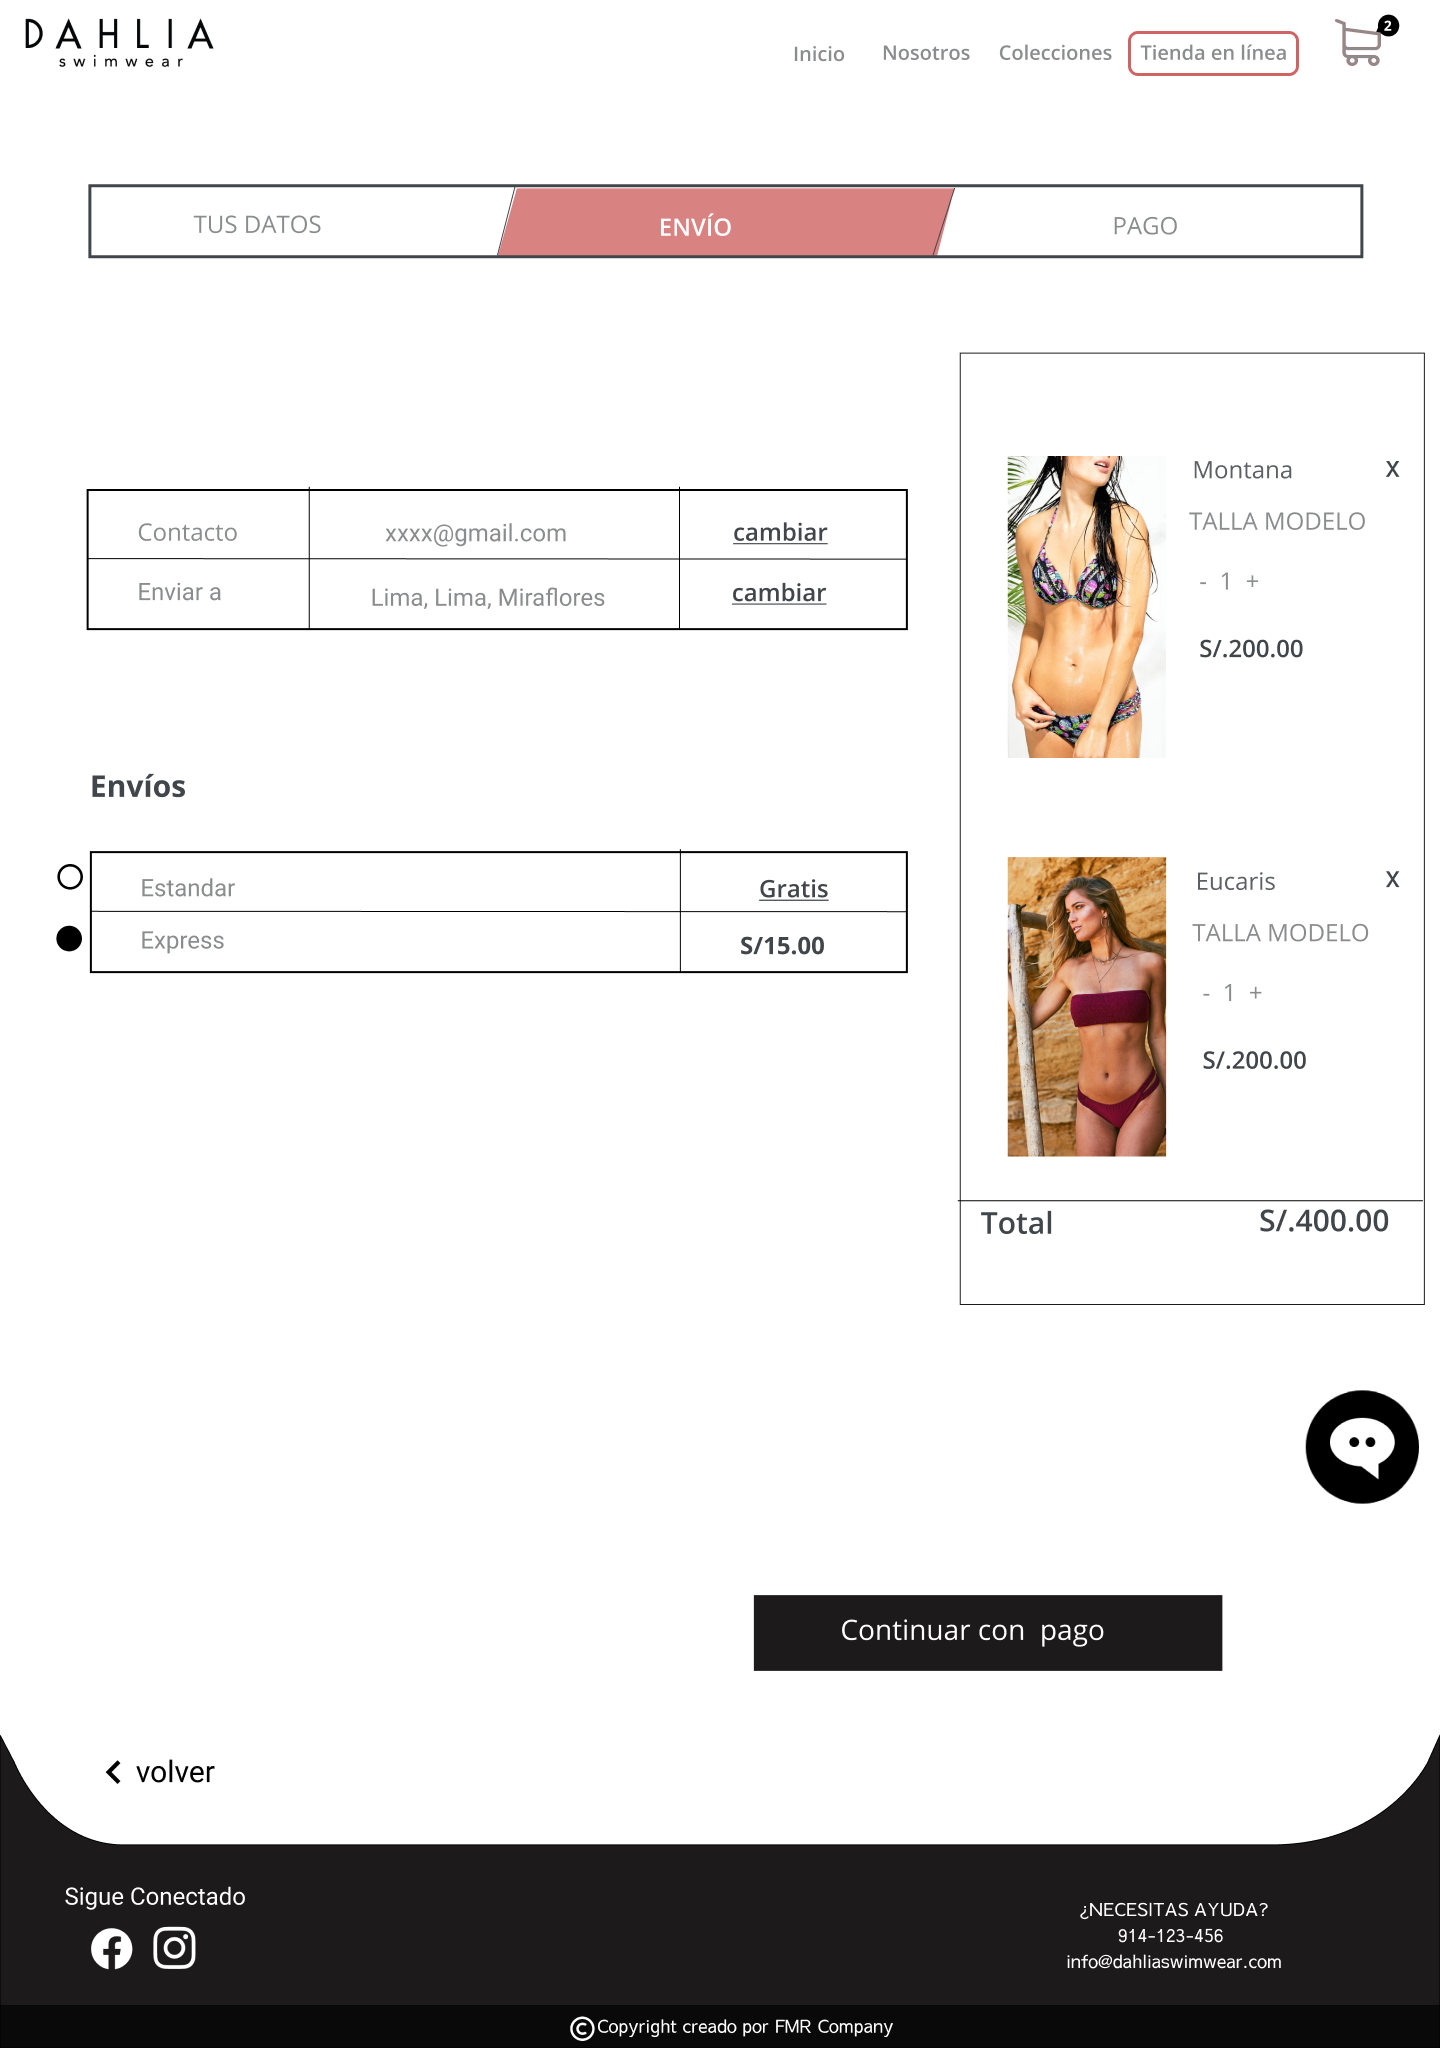 DAHLIA
swimwear
Inicio
Nosotros
Colecciones
Tienda en línea
2
TUS DATOS
ENVÍO
PAGO
Contacto
xxxx@gmail.com
cambiar
Enviar a
Lima, Lima, Miraflores
cambiar
Envíos
Estandar
Gratis
Express
S/15.00
Montana
X
TALLA MODELO
- 1 +
S/.200.00
Eucaris
X
TALLA MODELO
- 1 +
S/.200.00
Total
S/.400.00
Continuar con pago
volver
Sigue Conectado
¿NECESITAS AYUDA?
914-123-456
info@dahliaswimwear.com
©Copyright creado por FMR Company